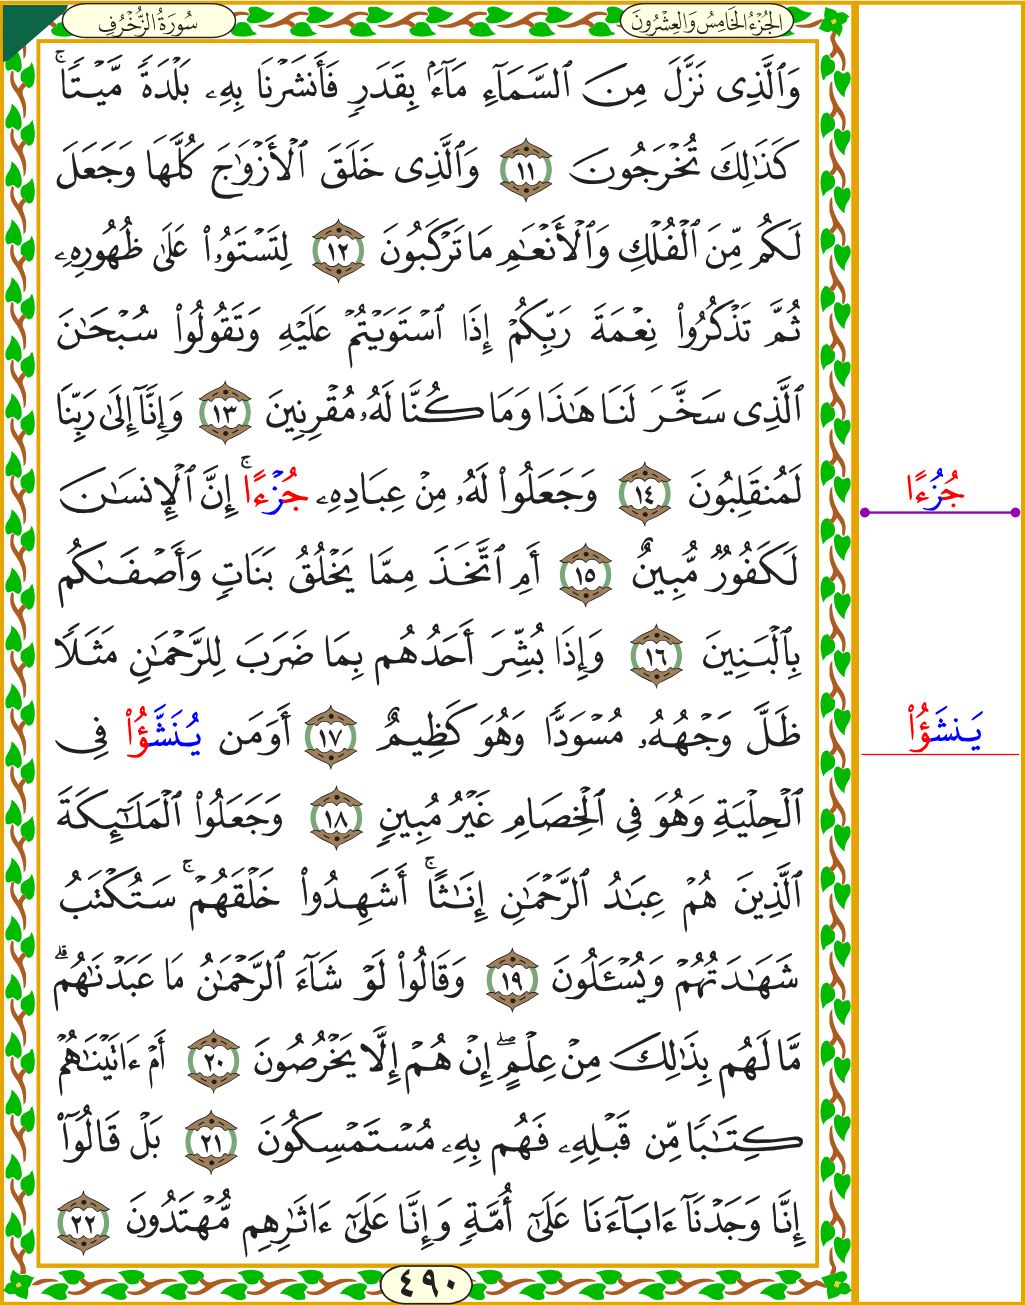 الجُزْءُ الخَامِسُ وَالعِشْرُونَ
سُورَةُ الزُّخْرُفِ
وَٱلَّذِى نَزَّلَ مِنَ ٱلسَّمَآءِ مَآءَۢ بِقَدَرٍ فَأَنشَرْنَا بِهِۦ بَلْدَةً مَّيْتًاۚ
كَذَٰلِكَ تُخْرَجُونَ ١١ وَٱلَّذِى خَلَقَ ٱلْأَزْوَٰجَ كُلَّهَا وَجَعَلَ
لَكُم مِّنَ ٱلْفُلْكِ وَٱلْأَنْعَٰمِ مَا تَرْكَبُونَ ١٢ لِتَسْتَوُۥا۟ عَلَىٰ ظُهُورِهِۦ
ثُمَّ تَذْكُرُوا۟ نِعْمَةَ رَبِّكُمْ إِذَا ٱسْتَوَيْتُمْ عَلَيْهِ وَتَقُولُوا۟ سُبْحَٰنَ
ٱلَّذِى سَخَّرَ لَنَا هَٰذَا وَمَا كُنَّا لَهُۥ مُقْرِنِينَ ١٣ وَإِنَّآ إِلَىٰ رَبِّنَا
لَمُنقَلِبُونَ ١٤ وَجَعَلُوا۟ لَهُۥ مِنْ عِبَادِهِۦ جُزْءًاۚ إِنَّ ٱلْإِنسَٰنَ
جُزُءًا
لَكَفُورٌ مُّبِينٌ ١٥ أَمِ ٱتَّخَذَ مِمَّا يَخْلُقُ بَنَاتٍ وَأَصْفَىٰكُم
بِٱلْبَنِينَ ١٦ وَإِذَا بُشِّرَ أَحَدُهُم بِمَا ضَرَبَ لِلرَّحْمَٰنِ مَثَلًا
ظَلَّ وَجْهُهُۥ مُسْوَدًّا وَهُوَ كَظِيمٌ ١٧ أَوَمَن يُنَشَّؤُا۟ فِى
يَنشَؤُا۟
ٱلْحِلْيَةِ وَهُوَ فِى ٱلْخِصَامِ غَيْرُ مُبِينٍ ١٨ وَجَعَلُوا۟ ٱلْمَلَٰٓئِكَةَ
ٱلَّذِينَ هُمْ عِبَٰدُ ٱلرَّحْمَٰنِ إِنَٰثًاۚ أَشَهِدُوا۟ خَلْقَهُمْۚ سَتُكْتَبُ
شَهَٰدَتُهُمْ وَيُسْـَٔلُونَ ١٩ وَقَالُوا۟ لَوْ شَآءَ ٱلرَّحْمَٰنُ مَا عَبَدْنَٰهُمۗ
مَّا لَهُم بِذَٰلِكَ مِنْ عِلْمٍۖ إِنْ هُمْ إِلَّا يَخْرُصُونَ ٢٠ أَمْ ءَاتَيْنَٰهُمْ
كِتَٰبًا مِّن قَبْلِهِۦ فَهُم بِهِۦ مُسْتَمْسِكُونَ ٢١ بَلْ قَالُوٓا۟
إِنَّا وَجَدْنَآ ءَابَآءَنَا عَلَىٰٓ أُمَّةٍ وَإِنَّا عَلَىٰٓ ءَاثَٰرِهِم مُّهْتَدُونَ ٢٢
٤٩٠